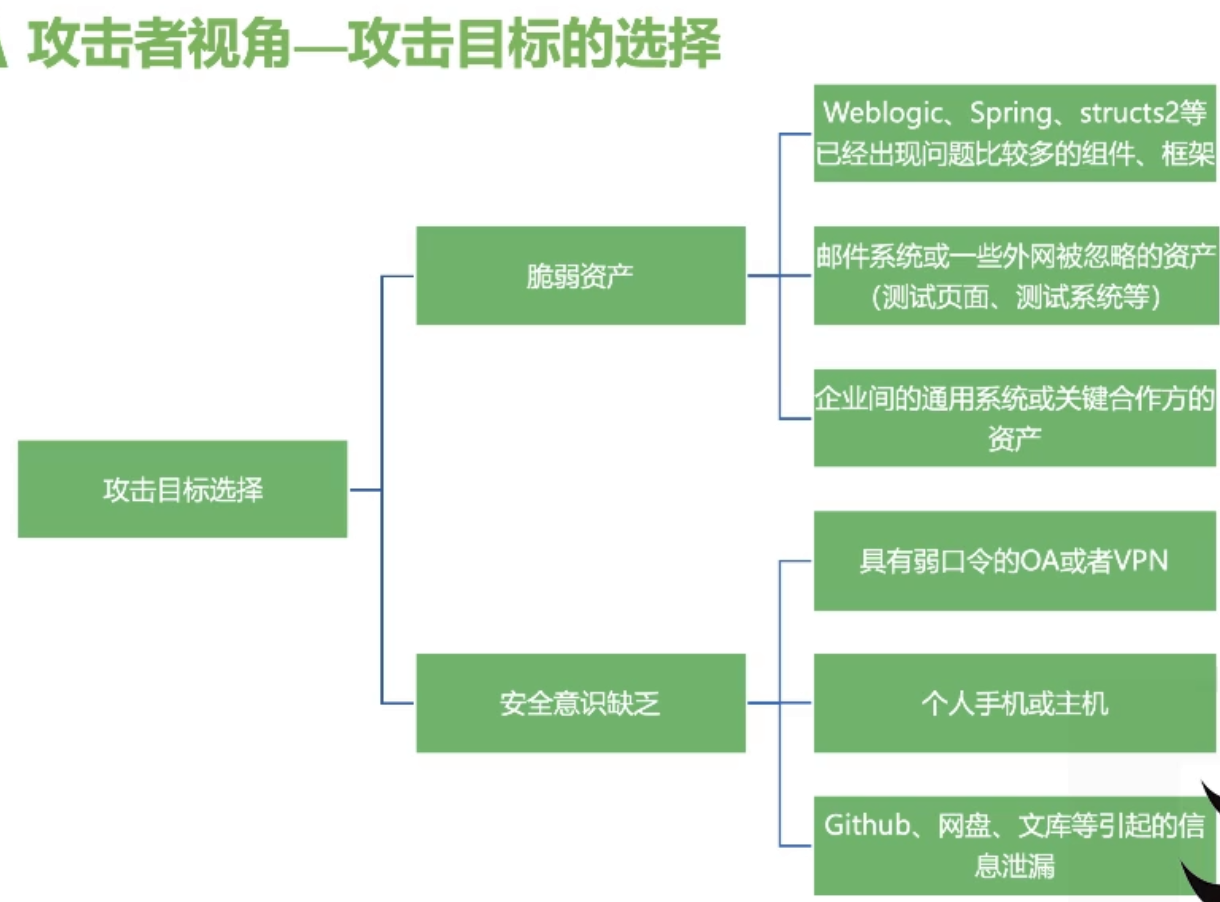 攻击者视角—攻击目标的选择
Weblogic、Spring、structs2等
已经出现问题比较多的组件、框架
脆弱资产
邮件系统或一些外网被忽略的资产
（测试页面、测试系统等）
企业间的通用系统或关键合作方的
资产
攻击目标选择
具有弱口令的OA或者VPN
安全意识缺乏
个人手机或主机
Github、网盘、文库等引起的信
息泄漏